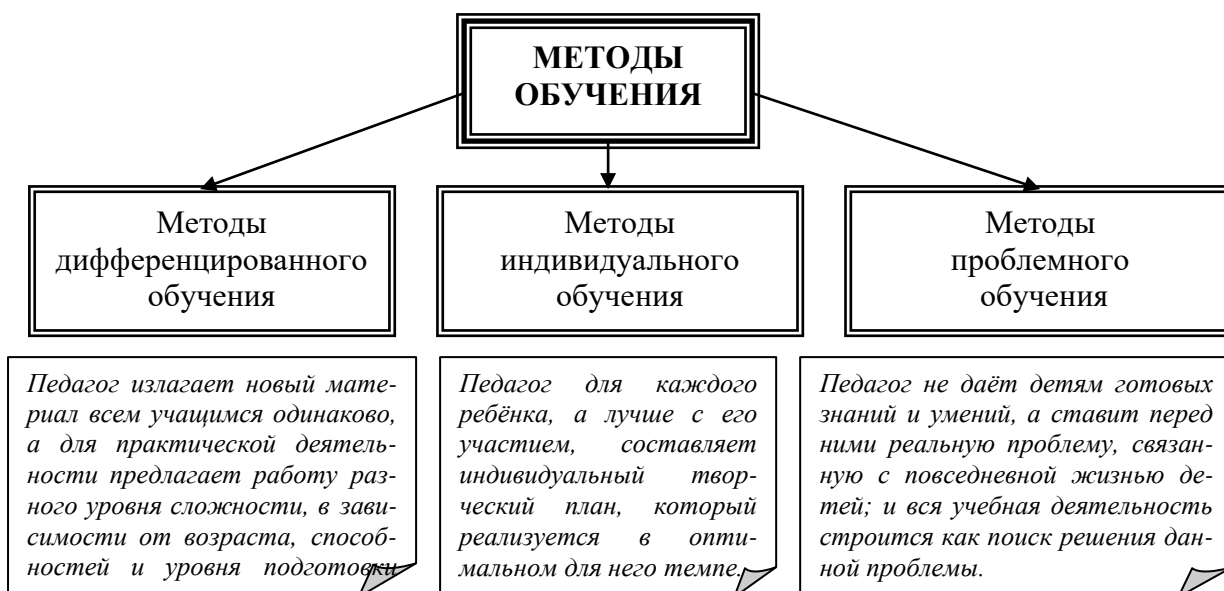 МЕТОДЫ
ОБУЧЕНИЯ
Методы
дифференцированного
обучения
Методы
индивидуального
обучения
Методы
проблемного
обучения
Педагог излагает новый мате-
риал всем учащимся одинаково,
а для практической деятель-
ности предлагает работу раз-
ного уровня сложности, в зави-
симости от возраста, способ-
ностей и уровня подготовки
Педагог для каждого
ребёнка, а лучше с его
участием, составляет
индивидуальный твор-
ческий план, который
реализуется в опти-
мальном для него темпе.
Педагог не даёт детям готовых
знаний и умений, а ставит перед
ними реальную проблему, связан-
ную с повседневной жизнью де-
тей; и вся учебная деятельность
строится как поиск решения дан-
ной проблемы.